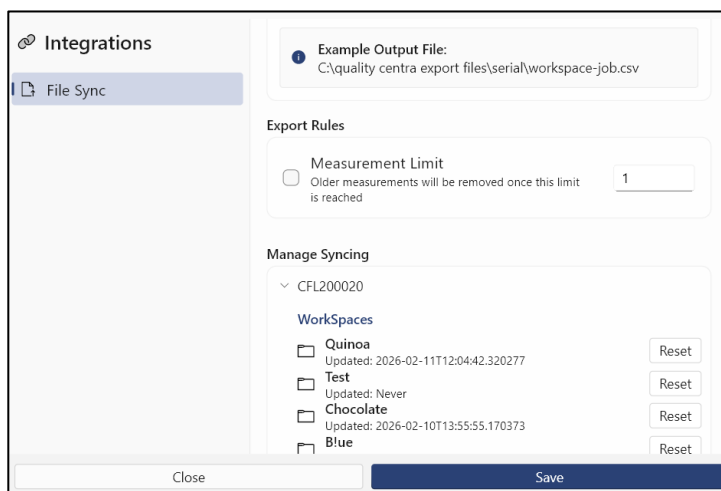 Integrations
File Sync
Example Output File:
C:\quality centra export files\serial\workspace-job.csv
Export Rules
Measurement Limit
Older measurements will be removed once this limit
is reached
1
Manage Syncing
CFL200020
WorkSpaces
Quinoa
Updated: 2026-02-11T12:04:42.320277
Reset
Test
Updated: Never
Reset
Chocolate
Updated: 2026-02-10T13:55:55.170373
Reset
B!ue
Reset
Close
Save